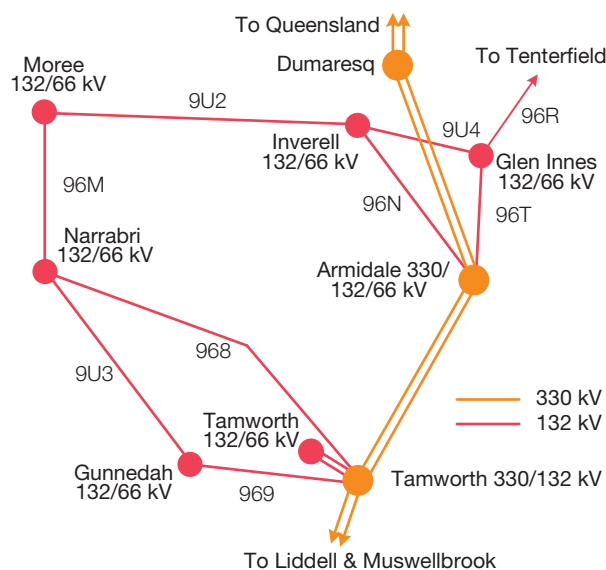 To Queensland
Dumaresq
To Tenterfield
Moree
132/66 kV
9U2
9U4
96R
Inverell
132/66 kV
Glen Innes
132/66 kV
96M
96N
96T
Narrabri
132/66 kV
Armidale 330/
132/66 kV
968
9U3
330 kV
132 kV
Tamworth
132/66 kV
Gunnedah
132/66 kV
969
Tamworth 330/132 kV
To Liddell & Muswellbrook